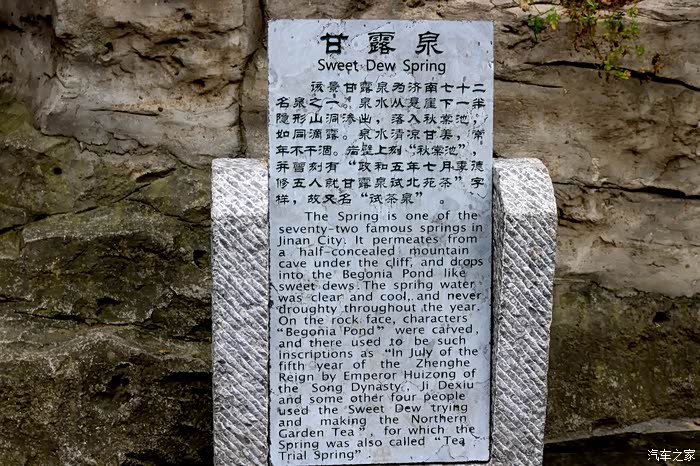 甘露泉
Sweet Dew Spring
该景甘露泉为济南七十二
名泉之一。泉水从悬崖下一半
隐形山洞渗出，落入秋棠池，
如同滴露。泉水清凉甘美，常
年不干涸。岩壁上刻“秋棠池”，
并曾刻有“政和五年七月季德
修五人就甘露泉试北苑茶”字
样，故又名“试茶泉”。
The Spring is one of the
seventy-two famous springs in
Jinan City. It permeates from
a half-concealed mountain
cave under the cliff, and drops
into the Begonia Pond like
sweet dews. The spring water
was clear and cool, and never
droughty throughout the year.
On the rock face, characters
“Begonia Pond” were carved,
and there used to be such
inscriptions as “In July of the
fifth year of the Zhenghe
Reign by Emperor Huizong of
the Song Dynasty, Ji Dexiu
and some other four people
used the Sweet Dew trying
and making the Northern
Garden Tea”, for which the
Spring was also called “Tea
Trial Spring”.
汽车之家